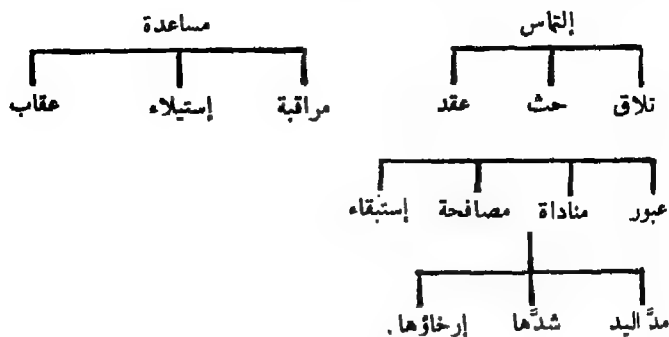 إلتماس مساعدة
تلاق حث عقد مراقبة إستيلاء عقاب
عبور مناداة مصافحة إستبقاء
مدَّ اليد شدَّها إرخاؤها.